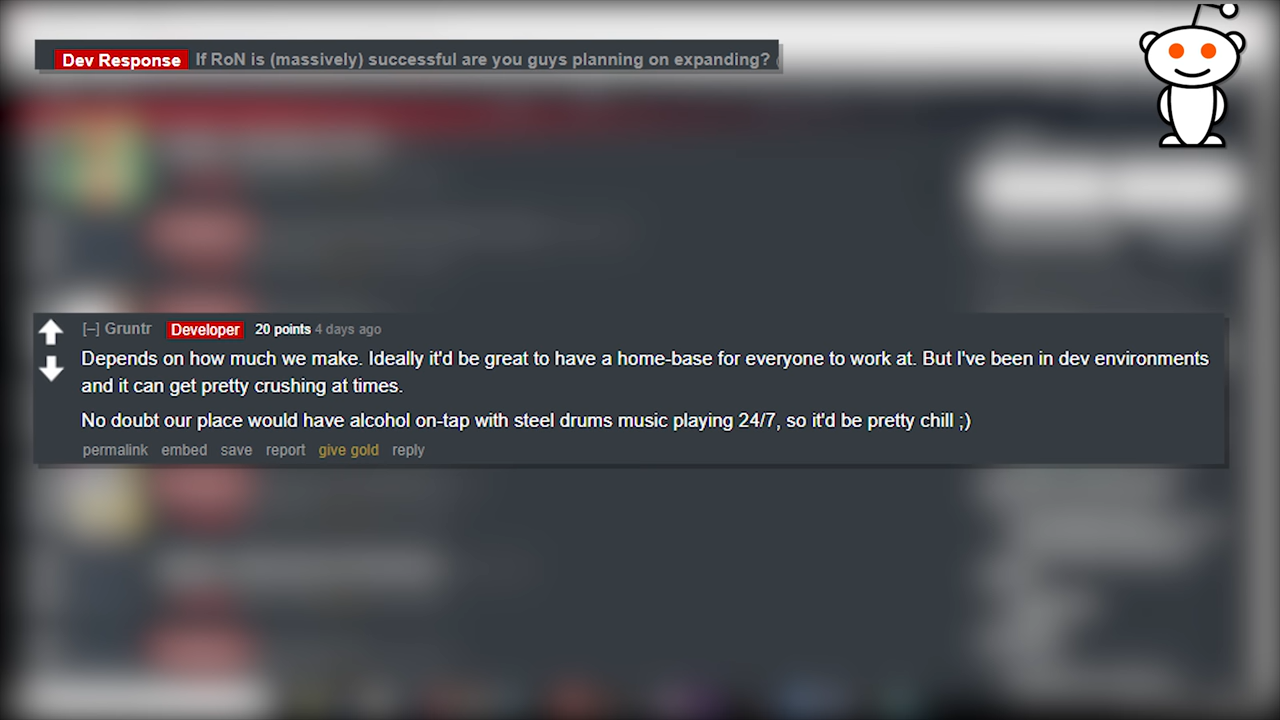 Dev Response If RoN is (massively) successful are you guys planning on expanding?
[–] Gruntr Developer 20 points 4 days ago
Depends on how much we make. Ideally it'd be great to have a home-base for everyone to work at. But I've been in dev environments
and it can get pretty crushing at times.
No doubt our place would have alcohol on-tap with steel drums music playing 24/7, so it'd be pretty chill ;)
permalink embed save report give gold reply